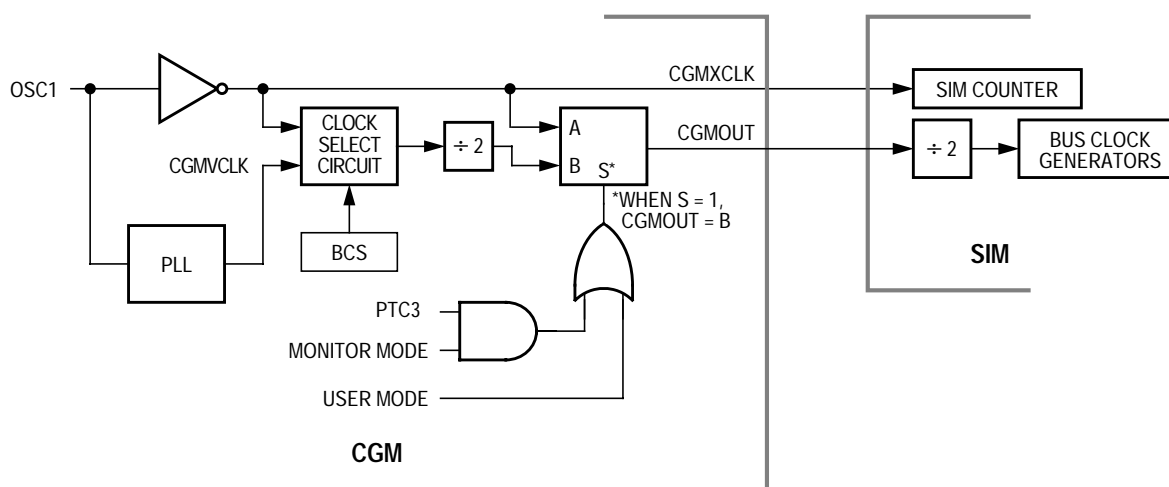 OSC1
CGMXCLK
SIM COUNTER
CLOCK
SELECT
CIRCUIT
÷ 2
A
B
S*
CGMOUT
÷ 2
BUS CLOCK
GENERATORS
CGMVCLK
*WHEN S = 1,
CGMOUT = B
PLL
BCS
SIM
PTC3
MONITOR MODE
USER MODE
CGM